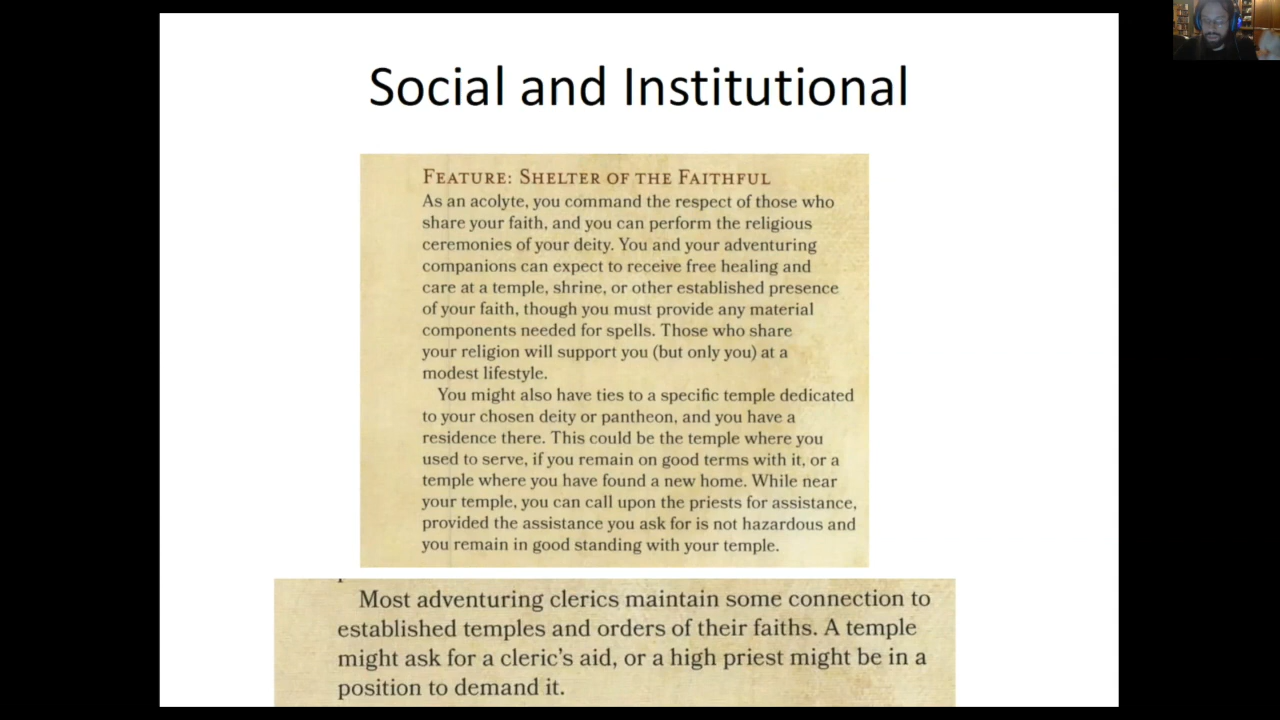 Social and Institutional
FEATURE: SHELTER OF THE FAITHFUL
As an acolyte, you command the respect of those who
share your faith, and you can perform the religious
ceremonies of your deity. You and your adventuring
companions can expect to receive free healing and
care at a temple, shrine, or other established presence
of your faith, though you must provide any material
components needed for spells. Those who share
your religion will support you (but only you) at a
modest lifestyle.
You might also have ties to a specific temple dedicated
to your chosen deity or pantheon, and you have a
residence there. This could be the temple where you
used to serve, if you remain on good terms with it, or a
temple where you have found a new home. While near
your temple, you can call upon the priests for assistance,
provided the assistance you ask for is not hazardous and
you remain in good standing with your temple.
Most adventuring clerics maintain some connection to
established temples and orders of their faiths. A temple
might ask for a cleric's aid, or a high priest might be in a
position to demand it.